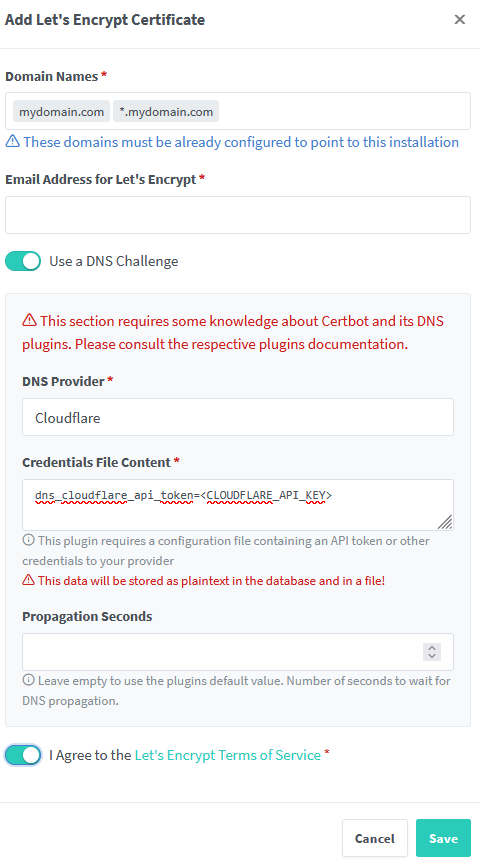 Add Let's Encrypt Certificate
Domain Names *
mydomain.com *.mydomain.com
These domains must be already configured to point to this installation
Email Address for Let's Encrypt *
Use a DNS Challenge
This section requires some knowledge about Certbot and its DNS
plugins. Please consult the respective plugins documentation.
DNS Provider *
Cloudflare
Credentials File Content *
dns_cloudflare_api_token=<CLOUDFLARE_API_KEY>
This plugin requires a configuration file containing an API token or other
credentials to your provider
This data will be stored as plaintext in the database and in a file!
Propagation Seconds
Leave empty to use the plugins default value. Number of seconds to wait for
DNS propagation.
I Agree to the Let's Encrypt Terms of Service *
Cancel
Save